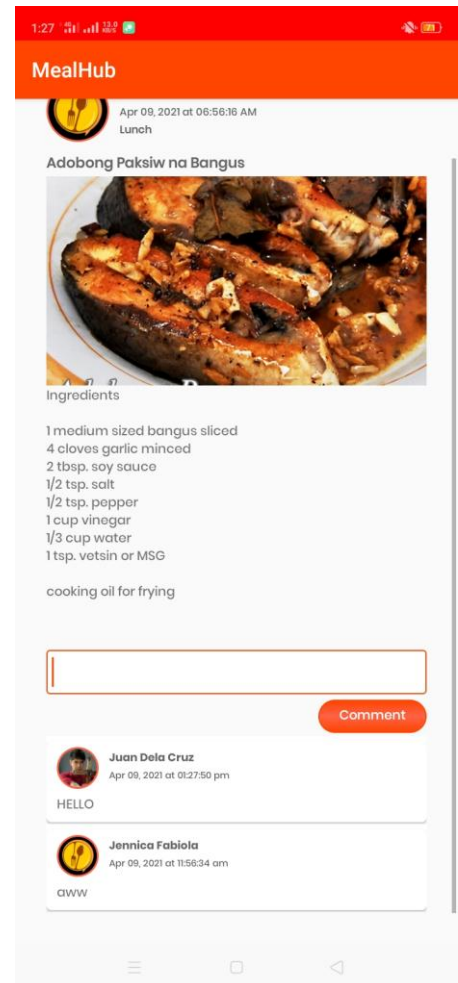 1:27 4G 13.0 KB/S
MealHub
Apr 09, 2021 at 06:56:16 AM
Lunch
Adobong Paksiw na Bangus
Ingredients
1 medium sized bangus sliced
4 cloves garlic minced
2 tbsp. soy sauce
1/2 tsp. salt
1/2 tsp. pepper
1 cup vinegar
1/3 cup water
1 tsp. vetsin or MSG
cooking oil for frying
Comment
Juan Dela Cruz
Apr 09, 2021 at 01:27:50 pm
HELLO
Jennica Fabiola
Apr 09, 2021 at 11:56:34 am
aww